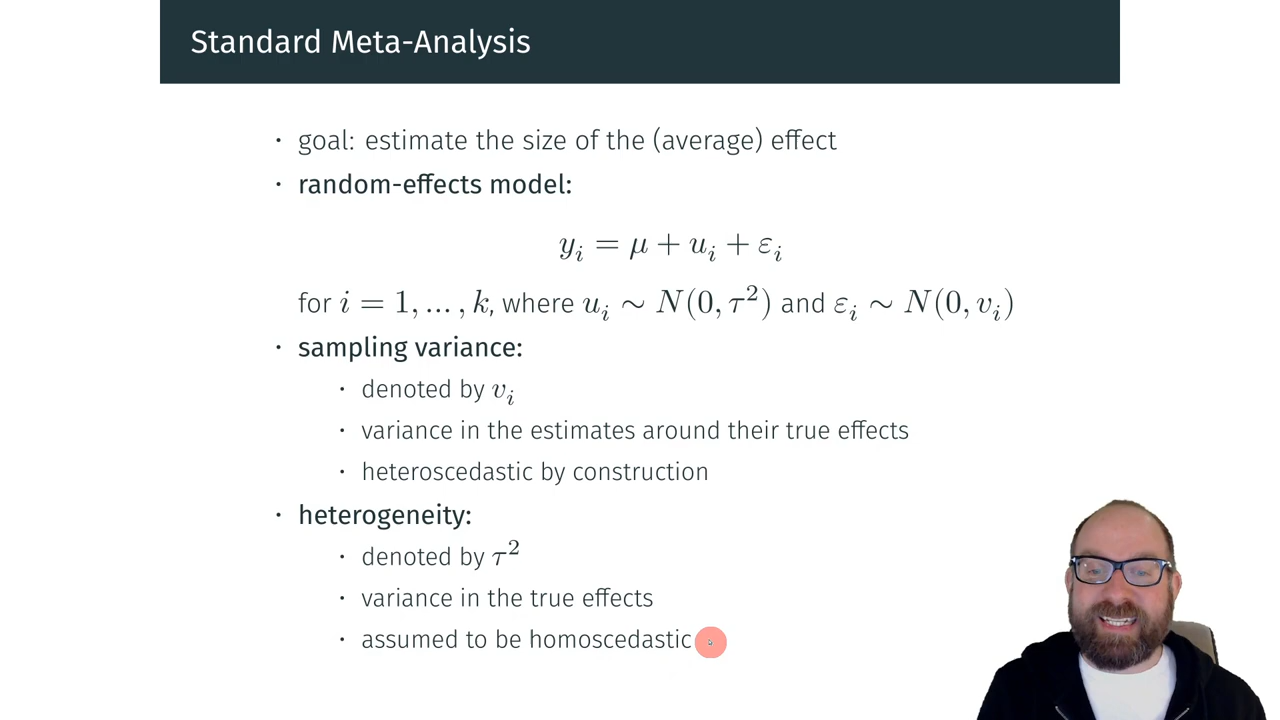 Standard Meta-Analysis
· goal: estimate the size of the (average) effect
· random-effects model:
yᵢ = μ + uᵢ + εᵢ
for i = 1, … , k, where uᵢ ∼ N(0, τ²) and εᵢ ∼ N(0, vᵢ)
· sampling variance:
· denoted by vᵢ
· variance in the estimates around their true effects
· heteroscedastic by construction
· heterogeneity:
· denoted by τ²
· variance in the true effects
· assumed to be homoscedastic